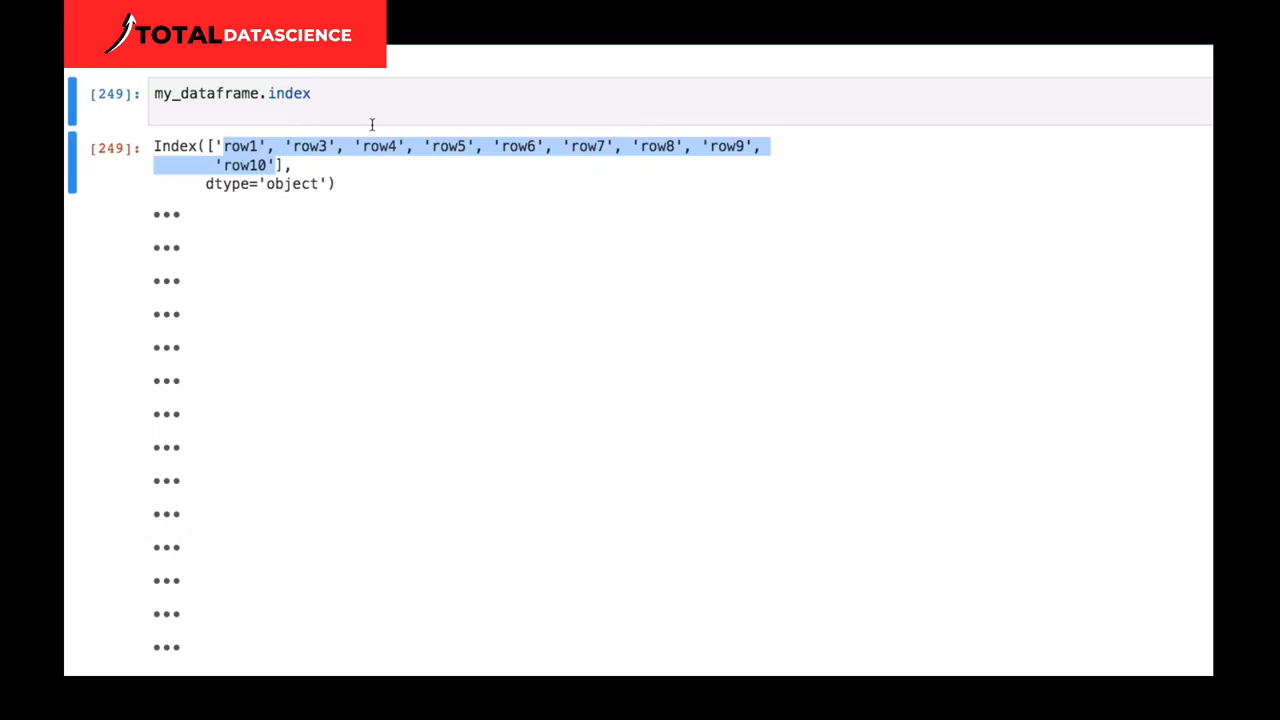 TOTALDATASCIENCE
[249]: my_dataframe.index
[249]: Index(['row1', 'row3', 'row4', 'row5', 'row6', 'row7', 'row8', 'row9',
'row10'],
dtype='object')
•••
•••
•••
•••
•••
•••
•••
•••
•••
•••
•••
•••
•••
•••